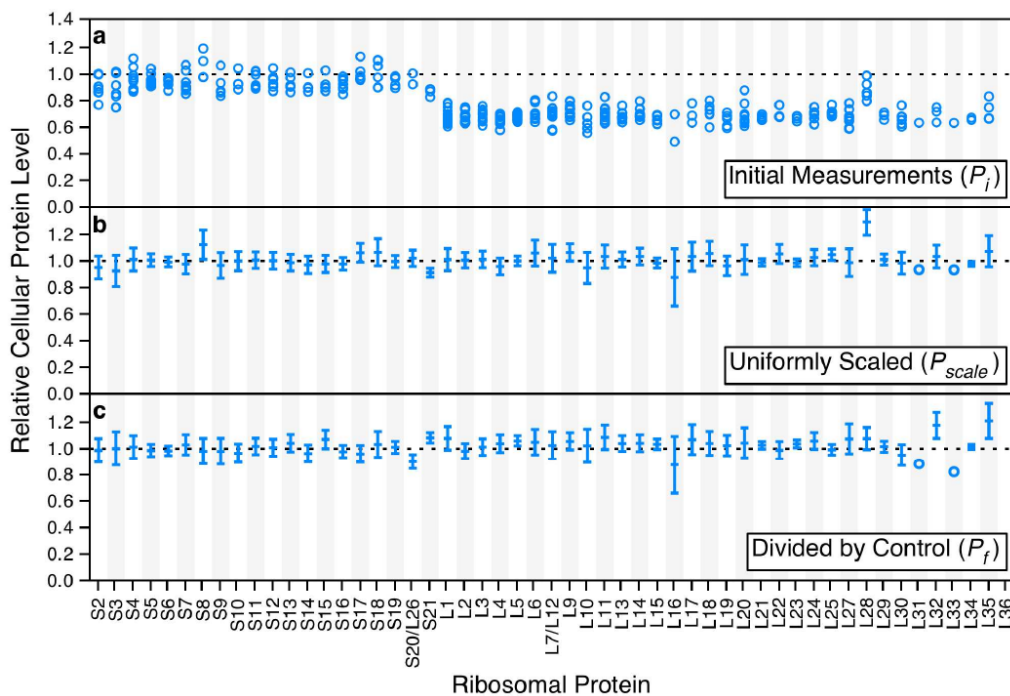 Relative Cellular Protein Level
1.4
1.2
1.0
0.8
0.6
0.4
0.2
0.0
a
Initial Measurements (Pi)
1.2
1.0
0.8
0.6
0.4
0.2
0.0
b
Uniformly Scaled (Pscale)
1.2
1.0
0.8
0.6
0.4
0.2
0.0
c
Divided by Control (Pf)
S2
S3
S4
S5
S6
S7
S8
S9
S10
S11
S12
S13
S14
S15
S16
S17
S18
S19
S20/L26
S21
L1
L2
L3
L4
L5
L6
L7/L12
L9
L10
L11
L13
L14
L15
L16
L17
L18
L19
L20
L21
L22
L23
L24
L25
L27
L28
L29
L30
L31
L32
L33
L34
L35
L36
Ribosomal Protein